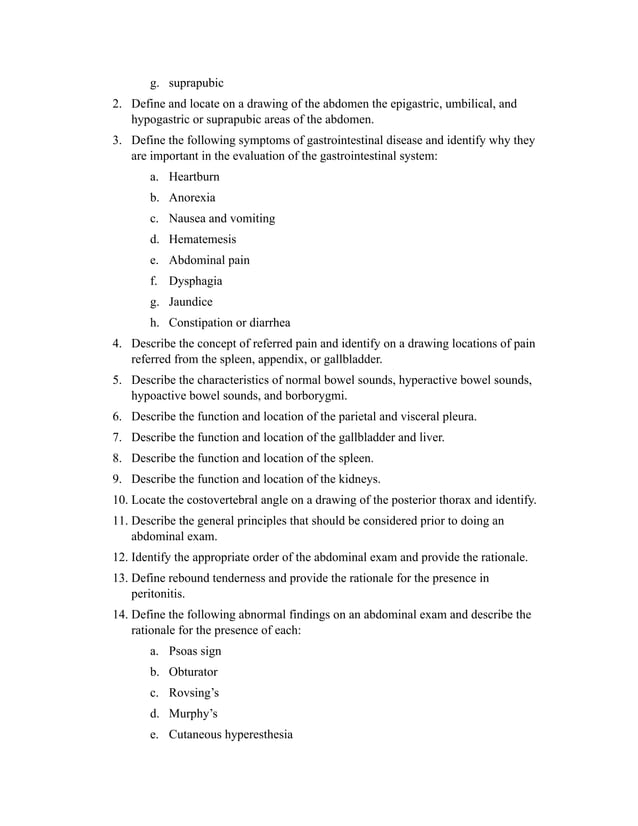 g. suprapubic
2. Define and locate on a drawing of the abdomen the epigastric, umbilical, and
hypogastric or suprapubic areas of the abdomen.
3. Define the following symptoms of gastrointestinal disease and identify why they
are important in the evaluation of the gastrointestinal system:
a. Heartburn
b. Anorexia
c. Nausea and vomiting
d. Hematemesis
e. Abdominal pain
f. Dysphagia
g. Jaundice
h. Constipation or diarrhea
4. Describe the concept of referred pain and identify on a drawing locations of pain
referred from the spleen, appendix, or gallbladder.
5. Describe the characteristics of normal bowel sounds, hyperactive bowel sounds,
hypoactive bowel sounds, and borborygmi.
6. Describe the function and location of the parietal and visceral pleura.
7. Describe the function and location of the gallbladder and liver.
8. Describe the function and location of the spleen.
9. Describe the function and location of the kidneys.
10. Locate the costovertebral angle on a drawing of the posterior thorax and identify.
11. Describe the general principles that should be considered prior to doing an
abdominal exam.
12. Identify the appropriate order of the abdominal exam and provide the rationale.
13. Define rebound tenderness and provide the rationale for the presence in
peritonitis.
14. Define the following abnormal findings on an abdominal exam and describe the
rationale for the presence of each:
a. Psoas sign
b. Obturator
c. Rovsing’s
d. Murphy’s
e. Cutaneous hyperesthesia